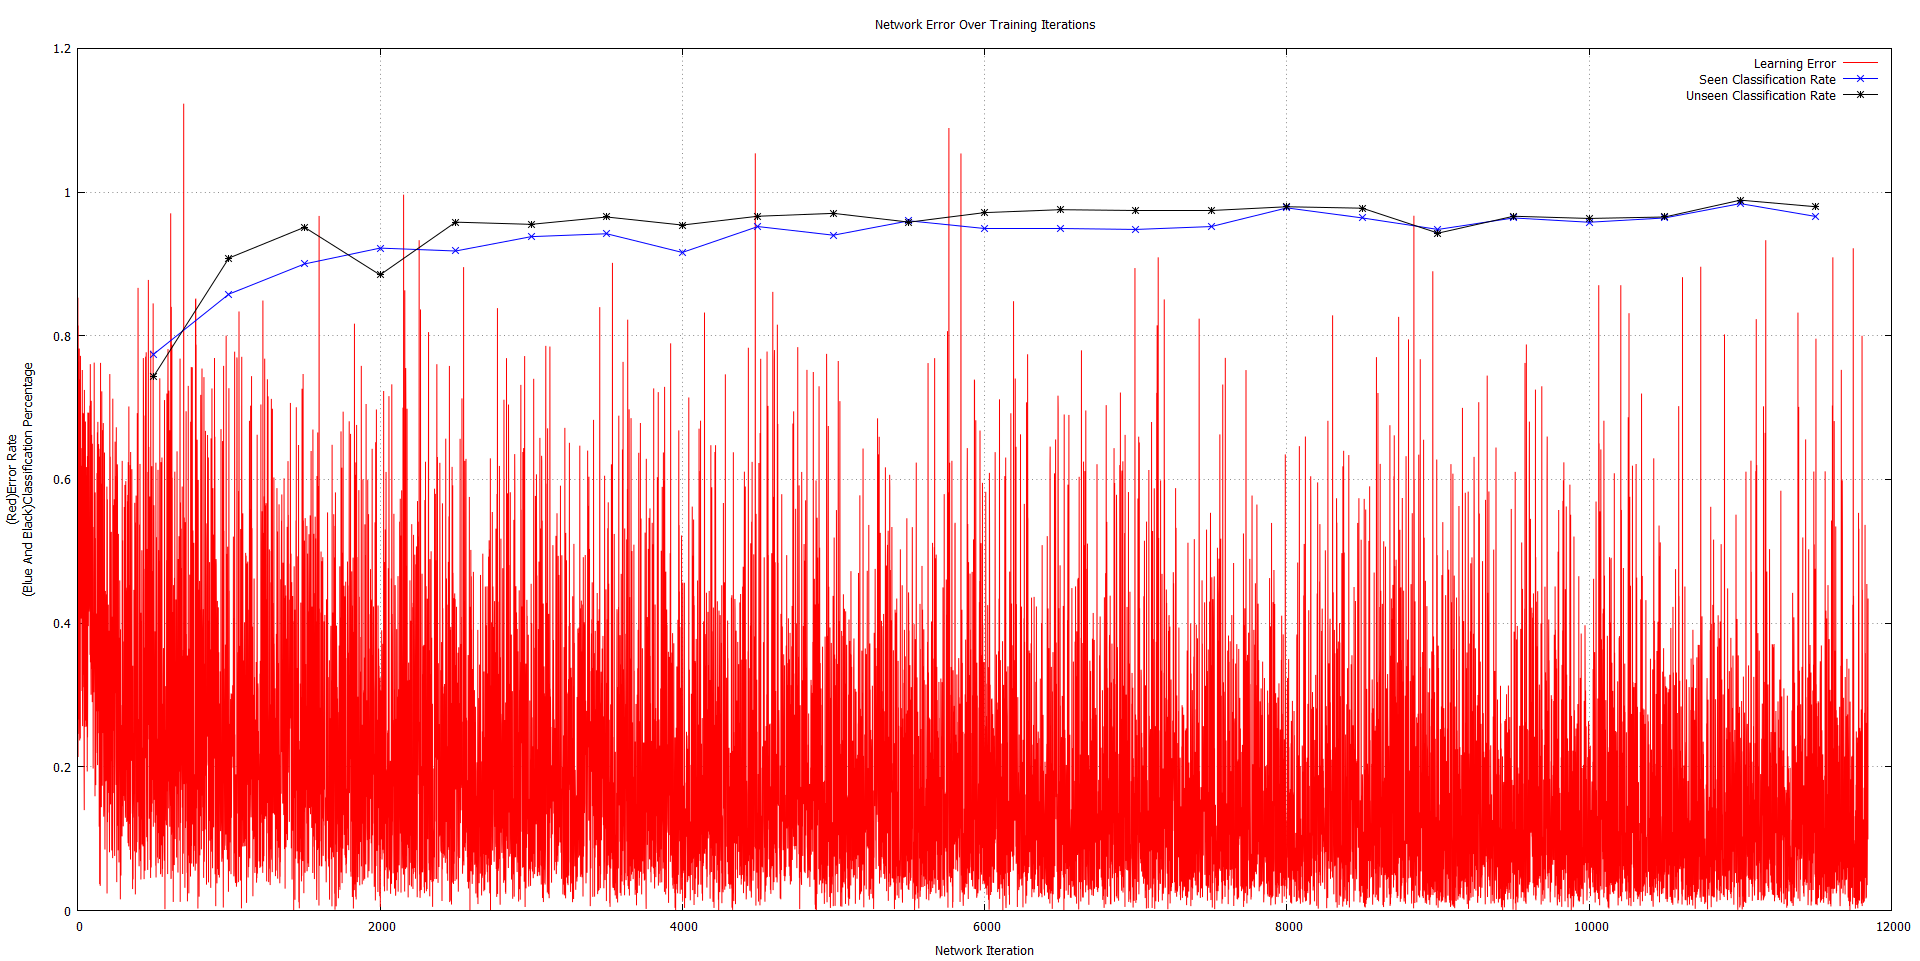 Network Error Over Training Iterations
Learning Error
Seen Classification Rate
Unseen Classification Rate
(Red)Error Rate
(Blue And Black)Classification Percentage
1.2
1
0.8
0.6
0.4
0.2
0
0 2000 4000 6000 8000 10000 12000
Network Iteration